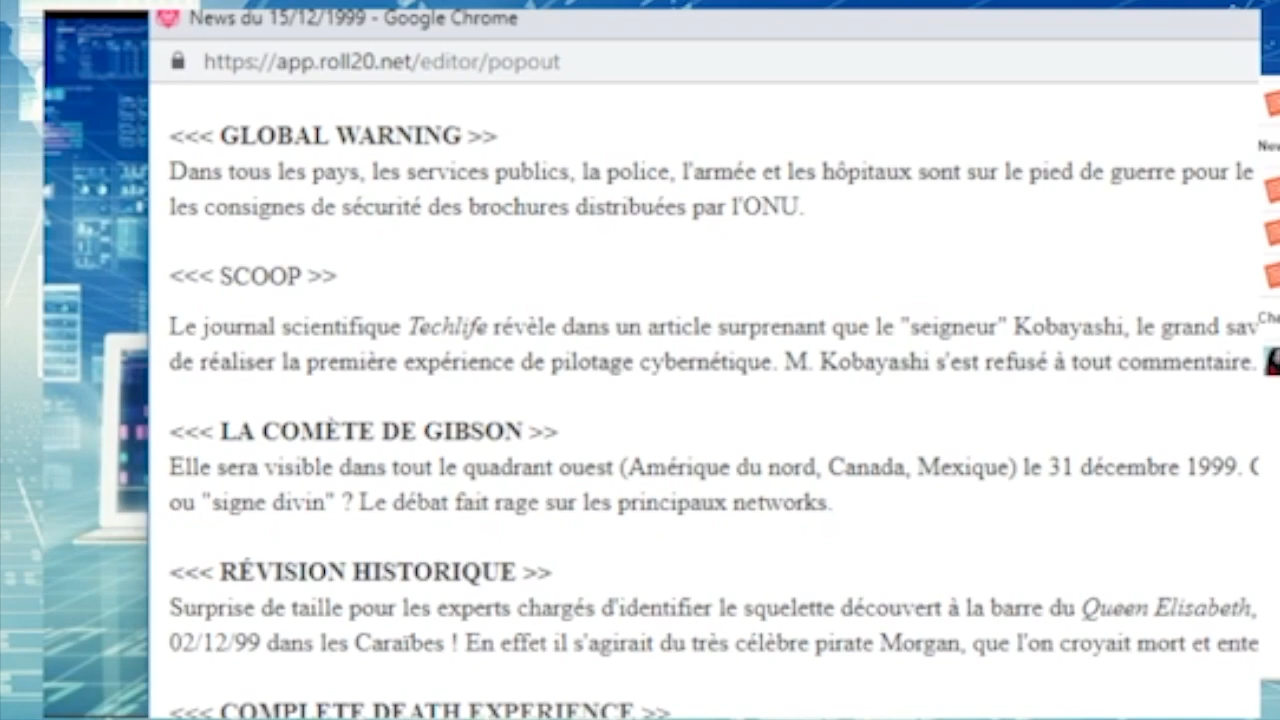 News du 15/12/1999 - Google Chrome
https://app.roll20.net/editor/popout
<<< GLOBAL WARNING >>
Dans tous les pays, les services publics, la police, l'armée et les hôpitaux sont sur le pied de guerre pour le
les consignes de sécurité des brochures distribuées par l'ONU.
<<< SCOOP >>
Le journal scientifique Techlife révèle dans un article surprenant que le "seigneur" Kobayashi, le grand sav
de réaliser la première expérience de pilotage cybernétique. M. Kobayashi s'est refusé à tout commentaire.
<<< LA COMÈTE DE GIBSON >>
Elle sera visible dans tout le quadrant ouest (Amérique du nord, Canada, Mexique) le 31 décembre 1999.
ou "signe divin" ? Le débat fait rage sur les principaux networks.
<<< RÉVISION HISTORIQUE >>
Surprise de taille pour les experts chargés d'identifier le squelette découvert à la barre du Queen Elisabeth,
02/12/99 dans les Caraïbes ! En effet il s'agirait du très célèbre pirate Morgan, que l'on croyait mort et ente
<<< COMPLETE DEATH EXPERIENCE >>